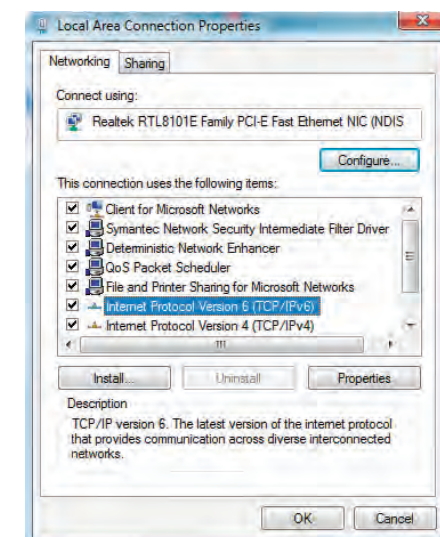 Local Area Connection Properties
Networking Sharing
Connect using:
Realtek RTL8101E Family PCI-E Fast Ethernet NIC (NDIS
Configure...
This connection uses the following items:
Client for Microsoft Networks
Symantec Network Security Intermediate Filter Driver
Deterministic Network Enhancer
QoS Packet Scheduler
File and Printer Sharing for Microsoft Networks
Internet Protocol Version 6 (TCP/IPv6)
Internet Protocol Version 4 (TCP/IPv4)
Install... Uninstall Properties
Description
TCP/IP version 6. The latest version of the internet protocol
that provides communication across diverse interconnected
networks.
OK Cancel